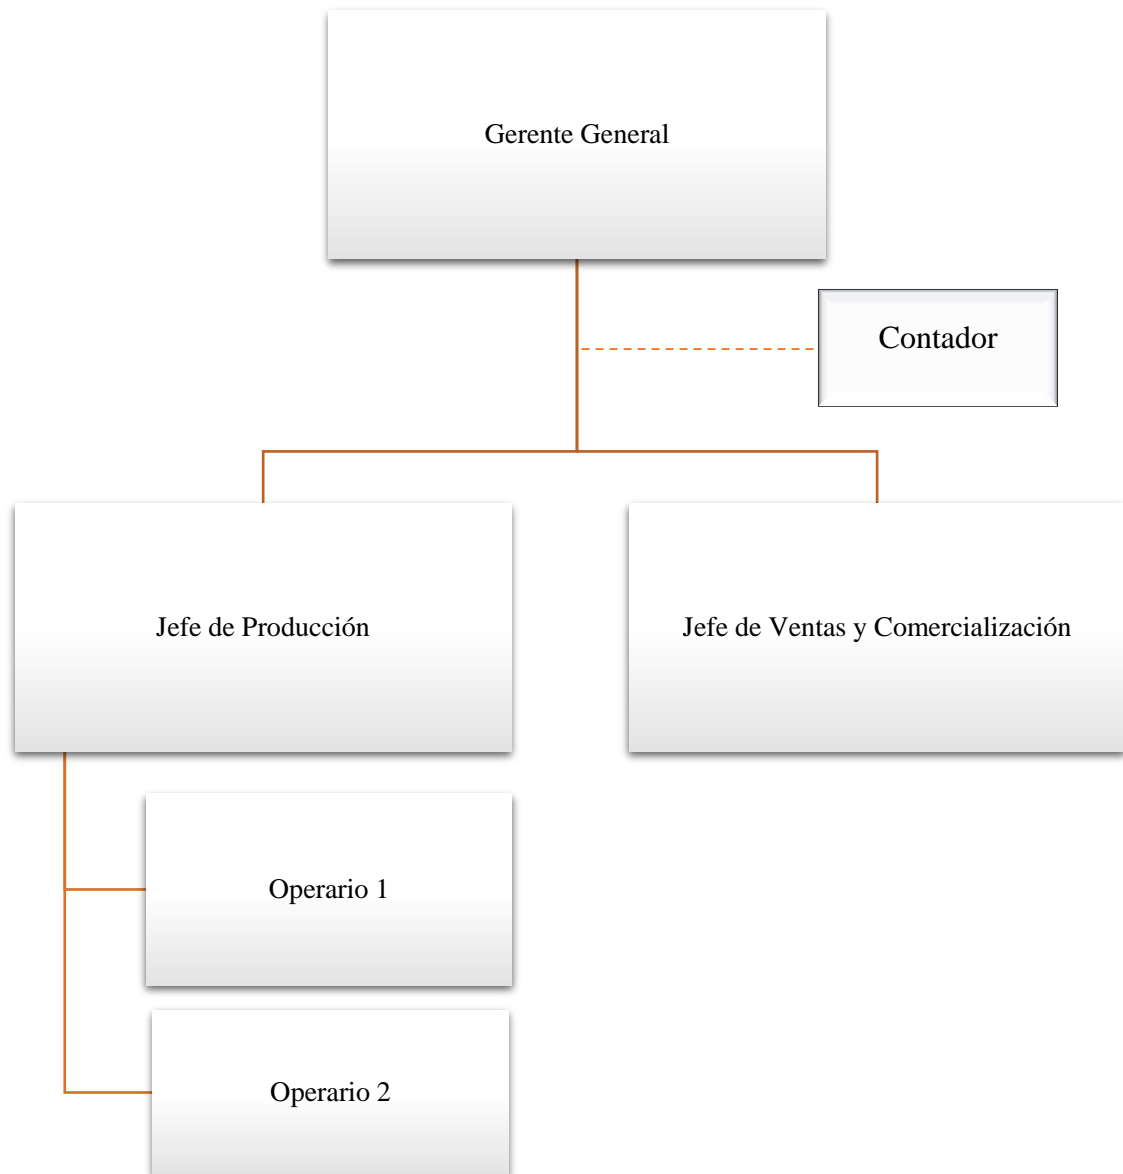 Gerente General
Contador
Jefe de Producción
Jefe de Ventas y Comercialización
Operario 1
Operario 2